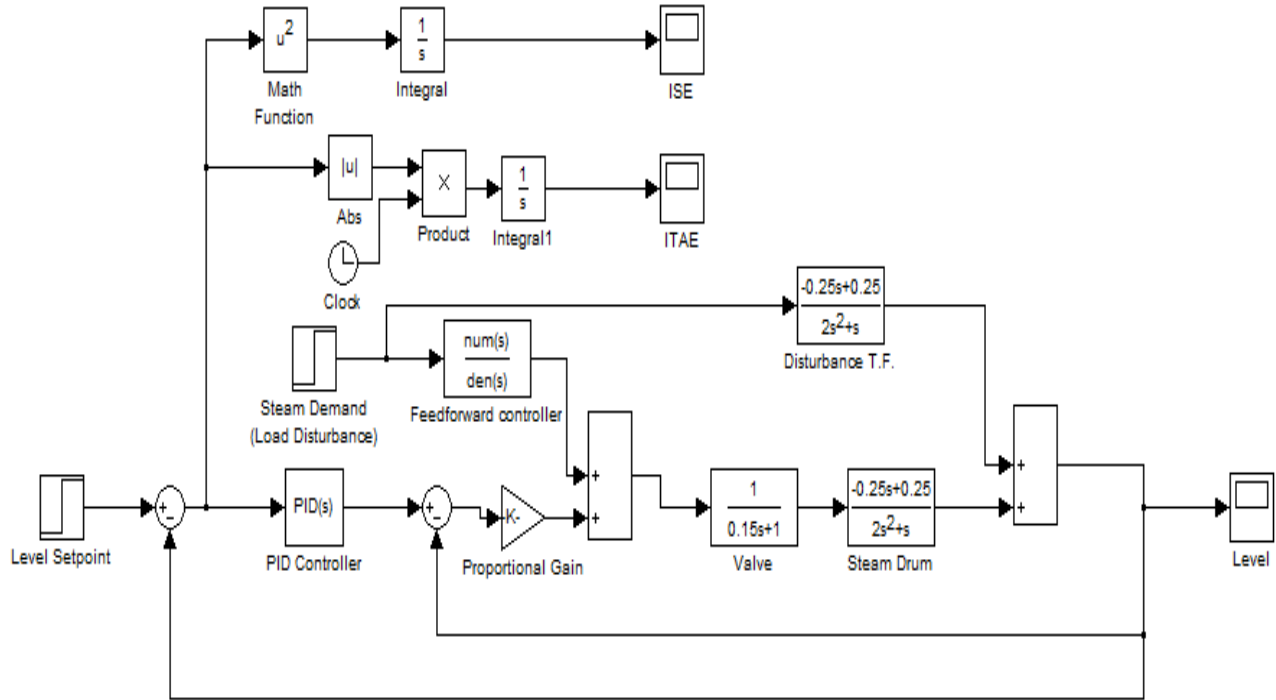 u²
1
s
Math
Function
Integral
ISE
|u|
Abs
×
Product
1
s
Integral1
ITAE
Clock
-0.25s+0.25
2s²+s
Disturbance T.F.
Steam Demand
(Load Disturbance)
num(s)
den(s)
Feedforward controller
+
+
+
+
Level Setpoint
+
−
PID(s)
PID Controller
+
−
-K-
Proportional Gain
1
0.15s+1
Valve
-0.25s+0.25
2s²+s
Steam Drum
Level